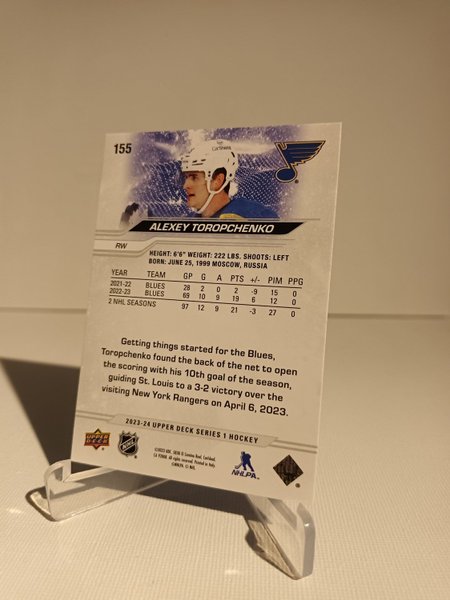 155
ALEXEY TOROPCHENKO
RW
HEIGHT: 6'6" WEIGHT: 222 LBS. SHOOTS: LEFT
BORN: JUNE 25, 1999 MOSCOW, RUSSIA
YEAR TEAM GP G A PTS +/- PIM PPG
2021-22 BLUES 28 2 0 2 -9 15 0
2022-23 BLUES 69 10 9 19 6 12 0
2 NHL SEASONS 97 12 9 21 -3 27 0
Getting things started for the Blues,
Toropchenko found the back of the net to open
the scoring with his 10th goal of the season,
guiding St. Louis to a 3-2 victory over the
visiting New York Rangers on April 6, 2023.
2023-24 UPPER DECK SERIES 1 HOCKEY
UPPER DECK
NHL
NHLPA